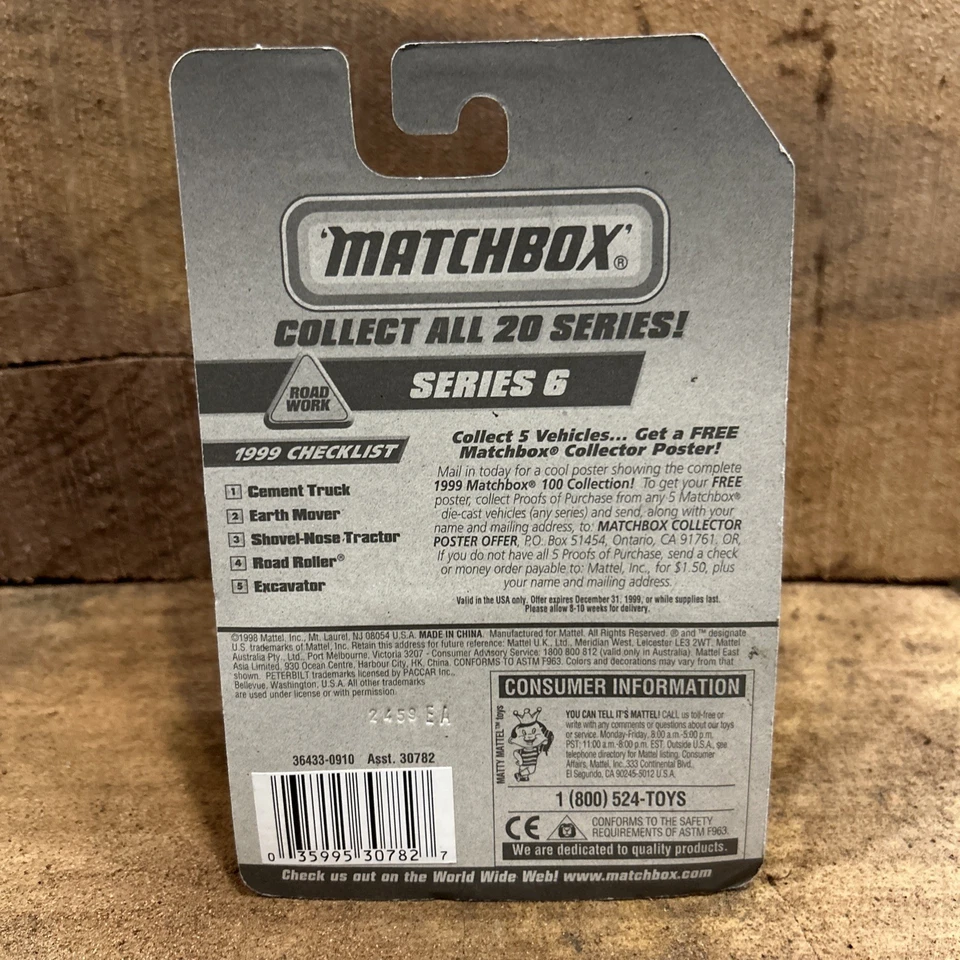 'MATCHBOX'®
COLLECT ALL 20 SERIES!
ROAD
WORK
SERIES 6
1999 CHECKLIST
1 Cement Truck
2 Earth Mover
3 Shovel-Nose Tractor
4 Road Roller®
5 Excavator
Collect 5 Vehicles... Get a FREE
Matchbox® Collector Poster!
Mail in today for a cool poster showing the complete
1999 Matchbox® 100 Collection! To get your FREE
poster, collect Proofs of Purchase from any 5 Matchbox®
die-cast vehicles (any series) and send, along with your
name and mailing address, to: MATCHBOX COLLECTOR
POSTER OFFER, P.O. Box 51454, Ontario, CA 91761, OR,
If you do not have all 5 Proofs of Purchase, send a check
or money order payable to: Mattel, Inc., for $1.50, plus
your name and mailing address.
Valid in the USA only. Offer expires December 31, 1999, or while supplies last.
Please allow 8-10 weeks for delivery.
©1998 Mattel, Inc., Mt. Laurel, NJ 08054 U.S.A. MADE IN CHINA. Manufactured for Mattel. All Rights Reserved. ® and ™ designate
U.S. trademarks of Mattel, Inc. Retain this address for future reference: Mattel U.K., Ltd., Meridian West, Leicester LE3 2WT. Mattel
Australia Pty., Ltd., Port Melbourne, Victoria 3207 - Consumer Advisory Service: 1800 800 812 (valid only in Australia). Mattel East
Asia Limited, 930 Ocean Centre, Harbour City, HK, China. CONFORMS TO ASTM F963. Colors and decorations may vary from that
shown. PETERBILT trademarks licensed by PACCAR Inc.,
Bellevue, Washington, U.S.A. All other trademarks
are used under license or with permission.
2459 EA
36433-0910 Asst. 30782
0 35995 30782 7
CONSUMER INFORMATION
MATTY MATTEL™ toys
YOU CAN TELL IT'S MATTEL! CALL us toll-free or
write with any comments or questions about our toys
or service. Monday-Friday, 8:00 a.m.-5:00 p.m.
PST; 11:00 a.m.-8:00 p.m. EST. Outside U.S.A., see
telephone directory for Mattel listing. Consumer
Affairs, Mattel, Inc., 333 Continental Blvd.
El Segundo, CA 90245-5012 U.S.A.
1 (800) 524-TOYS
CE
CONFORMS TO THE SAFETY
REQUIREMENTS OF ASTM F963.
We are dedicated to quality products.
Check us out on the World Wide Web! www.matchbox.com